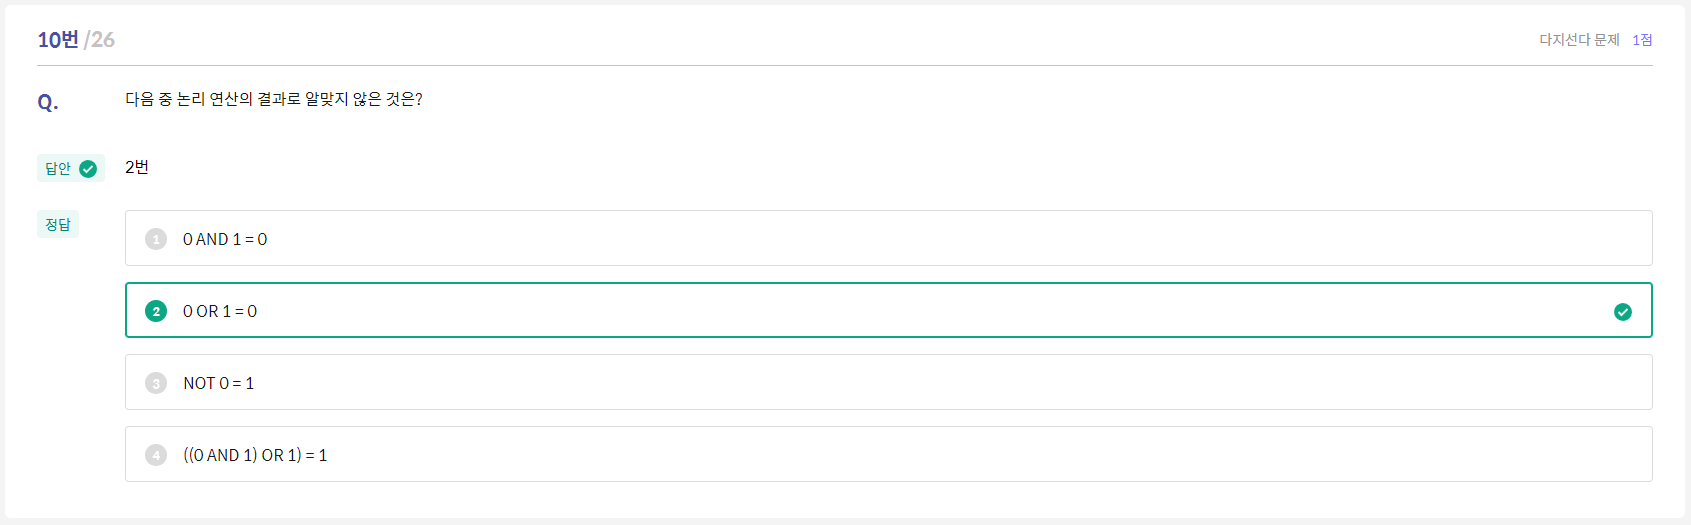 10번 /26
다지선다 문제 1점
Q. 다음 중 논리 연산의 결과로 알맞지 않은 것은?
답안 2번
정답
1 0 AND 1 = 0
2 0 OR 1 = 0
3 NOT 0 = 1
4 ((0 AND 1) OR 1) = 1